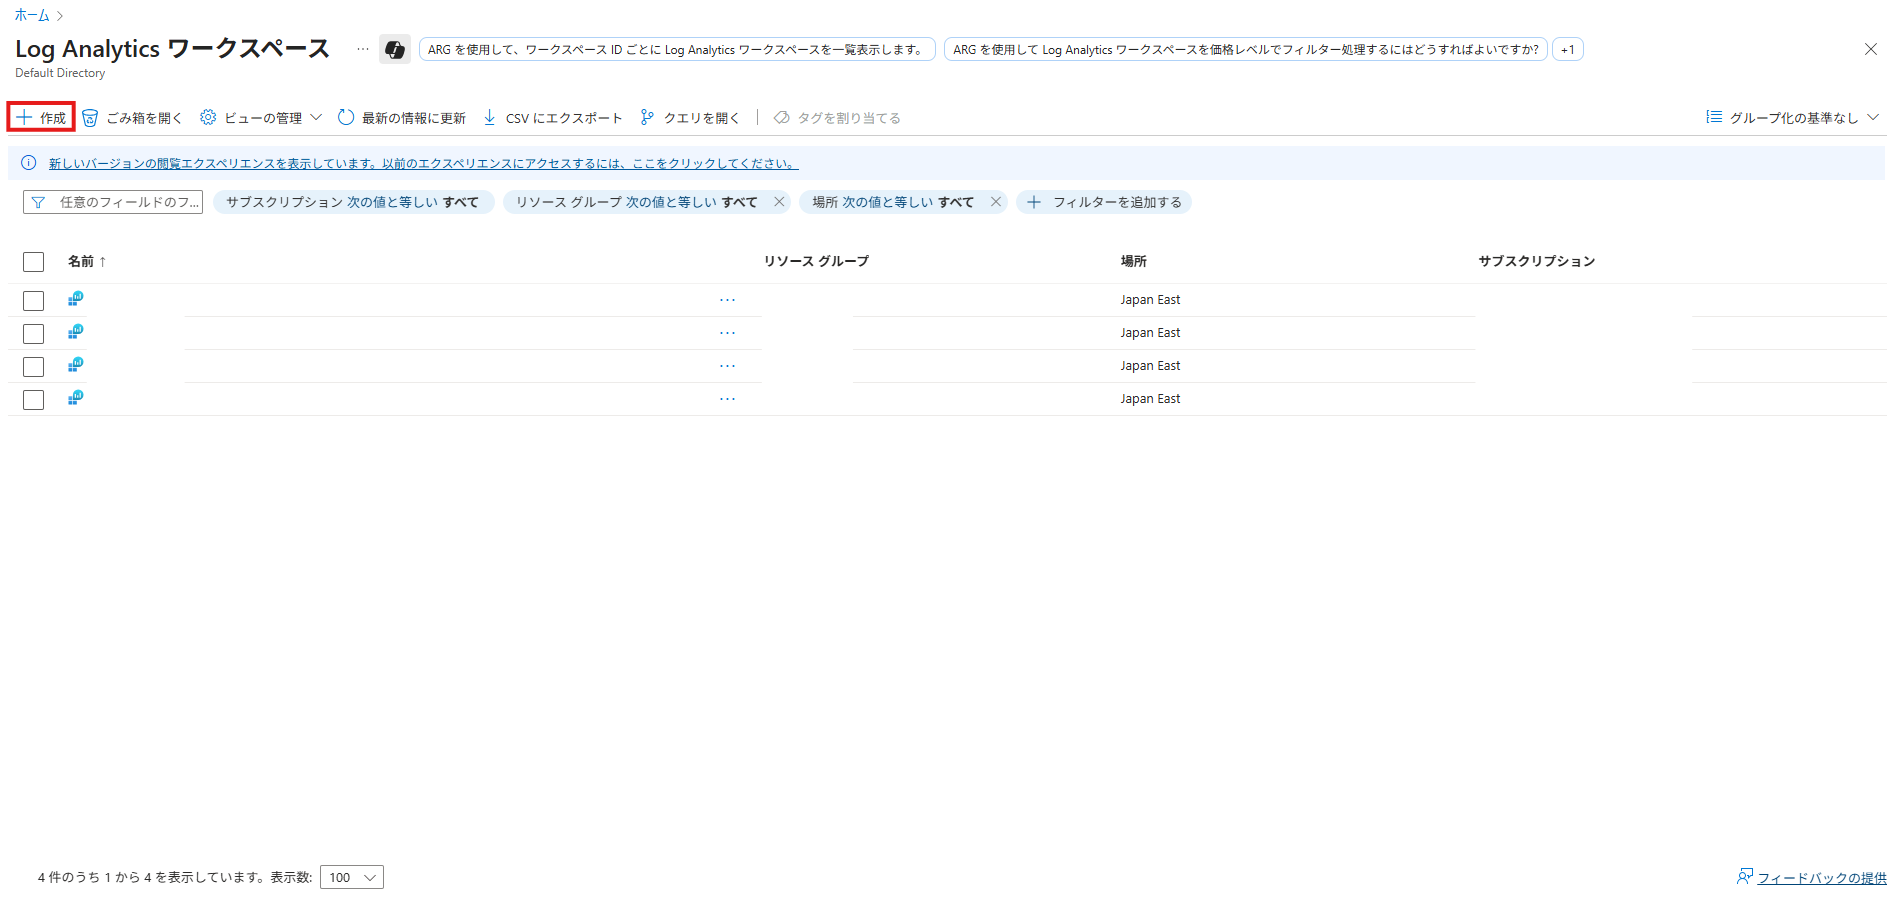 ホーム
Log Analytics ワークスペース
ARG を使用して、ワークスペース ID ごとに Log Analytics ワークスペースを一覧表示します。
ARG を使用して Log Analytics ワークスペースを価格レベルでフィルター処理するにはどうすればよいですか?
+1
Default Directory
作成
ごみ箱を開く
ビューの管理
最新の情報に更新
CSV にエクスポート
クエリを開く
タグを割り当てる
グループ化の基準なし
新しいバージョンの閲覧エクスペリエンスを表示しています。以前のエクスペリエンスにアクセスするには、ここをクリックしてください。
任意のフィールドのフ...
サブスクリプション 次の値と等しい すべて
リソース グループ 次の値と等しい すべて
場所 次の値と等しい すべて
フィルターを追加する
名前 ↑
リソース グループ
場所
サブスクリプション
Japan East
Japan East
Japan East
Japan East
4 件のうち 1 から 4 を表示しています。表示数: 100
フィードバックの提供